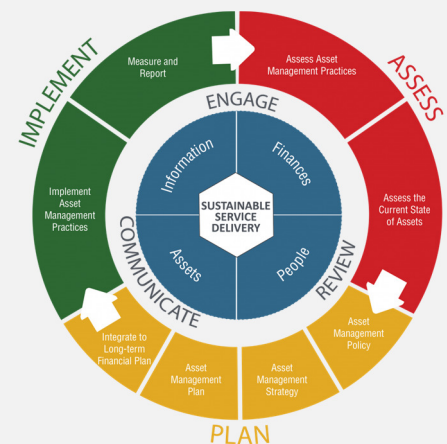 IMPLEMENT
Measure and
Report
Assess Asset
Management Practices
ASSESS
ENGAGE
Information
Finances
Implement
Asset
Management
Practices
SUSTAINABLE
SERVICE
DELIVERY
Assess the
Current State
of Assets
COMMUNICATE
Assets
People
REVIEW
Integrate to
Long-term
Financial Plan
Asset
Management
Plan
Asset
Management
Strategy
Asset
Management
Policy
PLAN